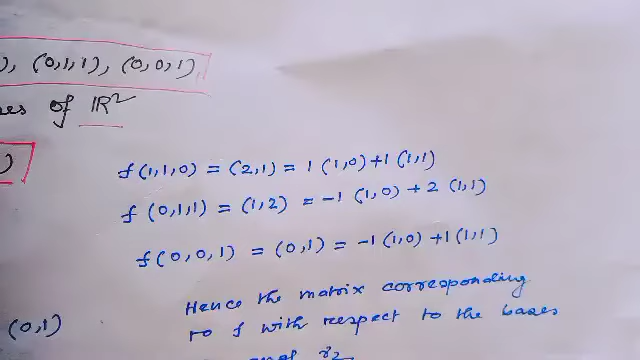 ), (0,1,1), (0,0,1)
of IR²
)
f(1,1,0) = (2,1) = 1(1,0)+1(1,1)
f(0,1,1) = (1,2) = -1(1,0)+2(1,1)
f(0,0,1) = (0,1) = -1(1,0)+1(1,1)
Hence the matrix corresponding
(0,1)
to f with respect to the bases
r₂